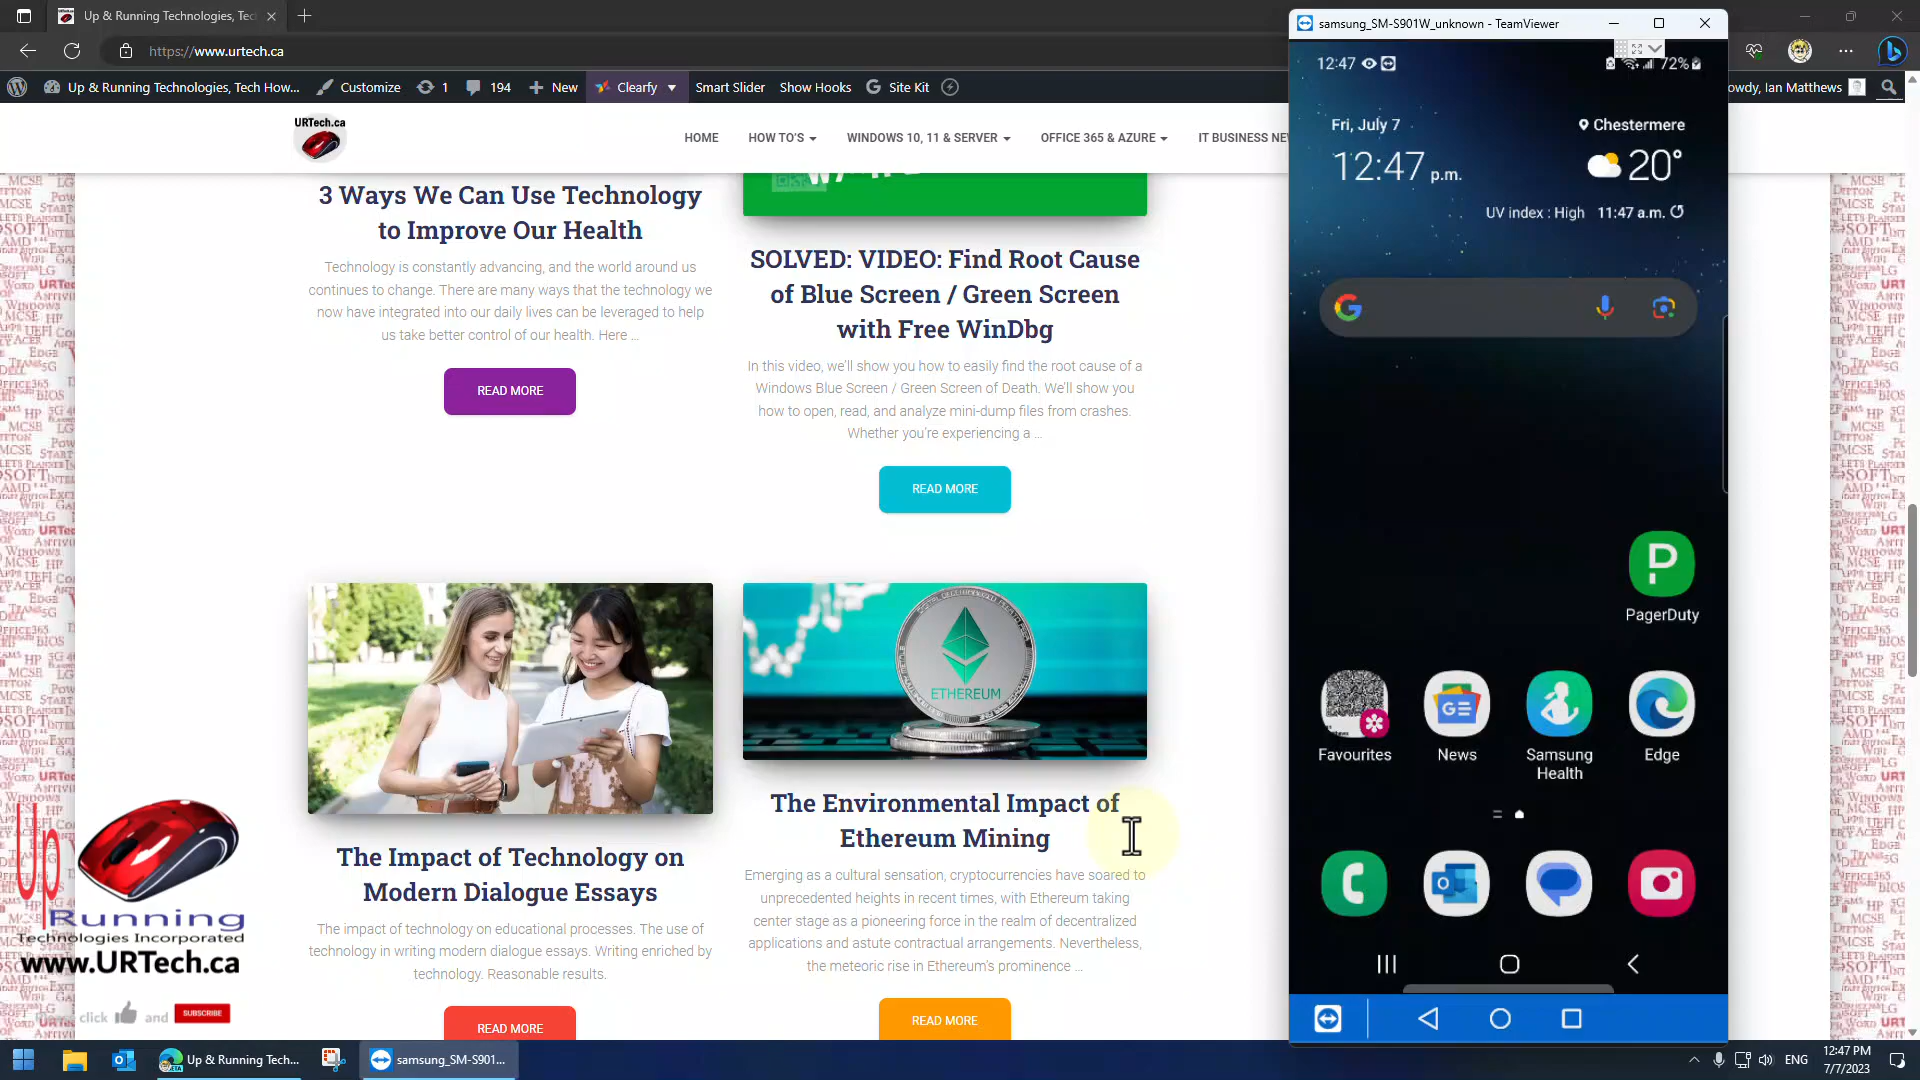 Up & Running Technologies, Tec
https://www.urtech.ca
Up & Running Technologies, Tech How...
Customize
1
194
New
Clearfy
Smart Slider
Show Hooks
Site Kit
owdy, Ian Matthews
URTech.ca
HOME
HOW TO'S
WINDOWS 10, 11 & SERVER
OFFICE 365 & AZURE
IT BUSINESS NE
3 Ways We Can Use Technology
to Improve Our Health
Technology is constantly advancing, and the world around us
continues to change. There are many ways that the technology we
now have integrated into our daily lives can be leveraged to help
us take better control of our health. Here ...
READ MORE
SOLVED: VIDEO: Find Root Cause
of Blue Screen / Green Screen
with Free WinDbg
In this video, we'll show you how to easily find the root cause of a
Windows Blue Screen / Green Screen of Death. We'll show you
how to open, read, and analyze mini-dump files from crashes.
Whether you're experiencing a ...
READ MORE
ETHEREUM
The Impact of Technology on
Modern Dialogue Essays
The impact of technology on educational processes. The use of
technology in writing modern dialogue essays. Writing enriched by
technology. Reasonable results.
READ MORE
The Environmental Impact of
Ethereum Mining
Emerging as a cultural sensation, cryptocurrencies have soared to
unprecedented heights in recent times, with Ethereum taking
center stage as a pioneering force in the realm of decentralized
applications and astute contractual arrangements. Nevertheless,
the meteoric rise in Ethereum's prominence ...
READ MORE
Up
Running
Technologies Incorporated
www.URTech.ca
click
and
SUBSCRIBE
samsung_SM-S901W_unknown - TeamViewer
12:47
72%
Fri, July 7
12:47 p.m.
Chestermere
20°
UV index : High 11:47 a.m.
P
PagerDuty
Favourites
News
Samsung
Health
Edge
Up & Running Tech...
samsung_SM-S901...
ENG
12:47 PM
7/7/2023